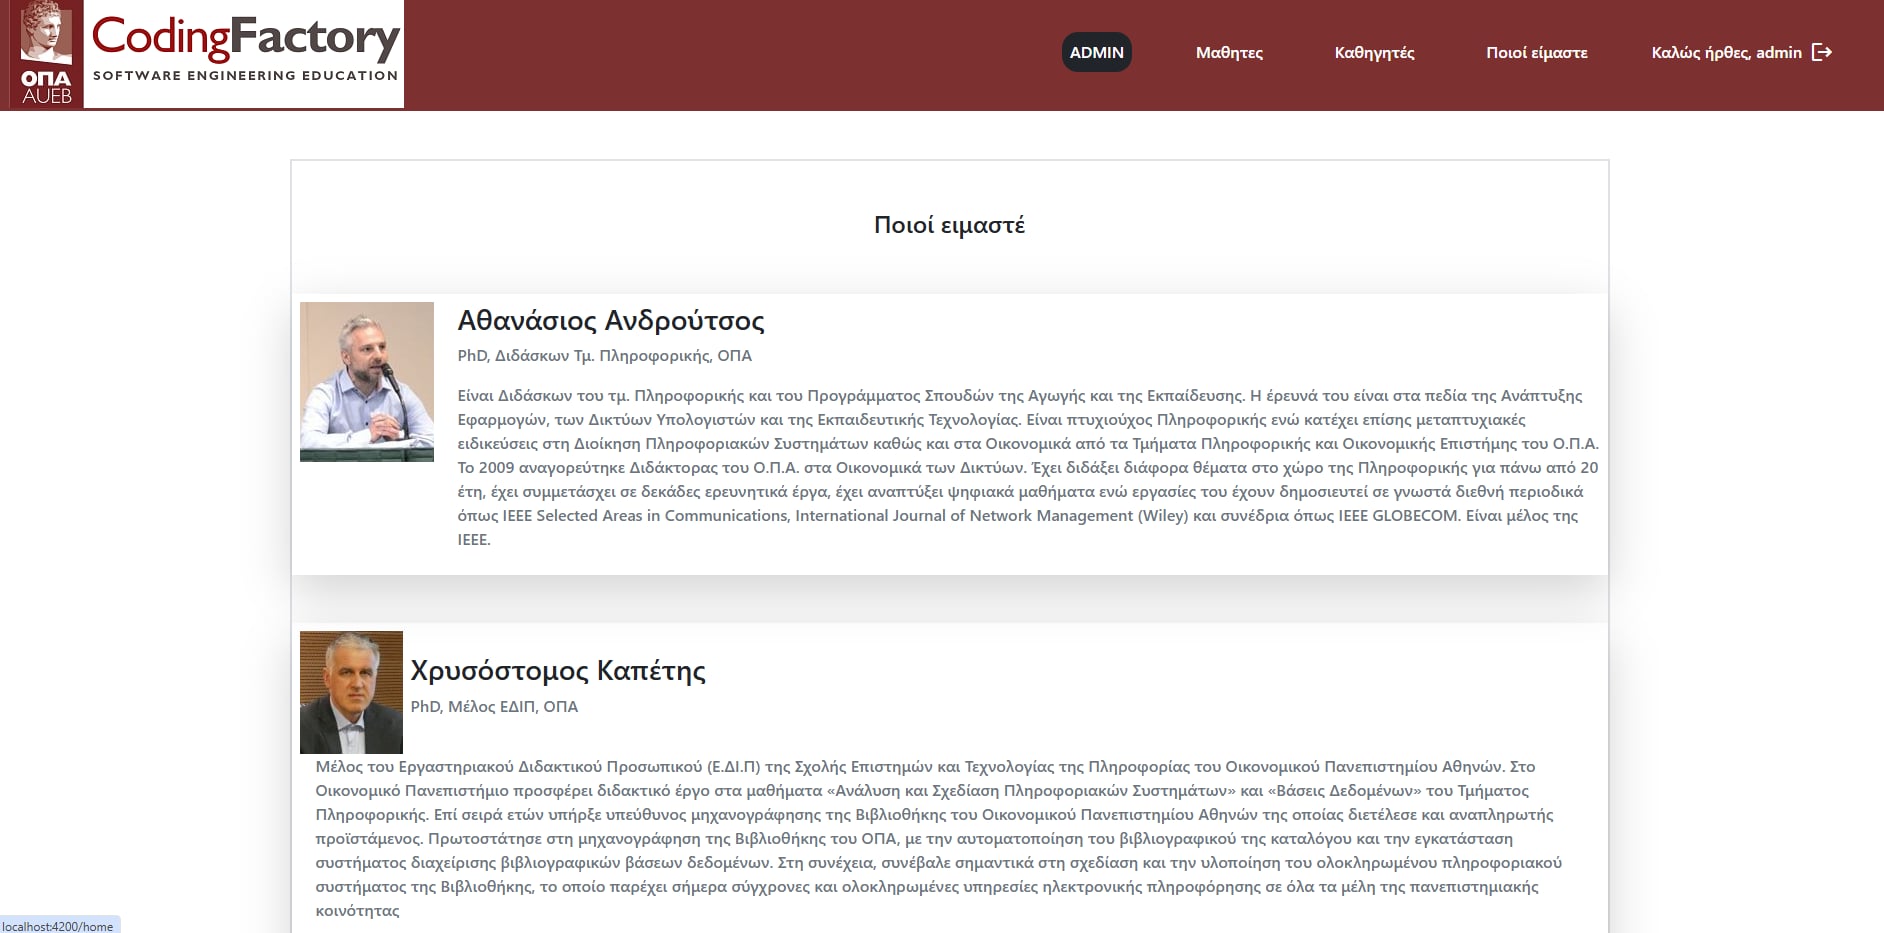 ΟΠΑ
AUEB
CodingFactory
SOFTWARE ENGINEERING EDUCATION
ADMIN
Μαθητες
Καθηγητές
Ποιοί είμαστε
Καλώς ήρθες, admin
Ποιοί ειμαστέ
Αθανάσιος Ανδρούτσος
PhD, Διδάσκων Τμ. Πληροφορικής, ΟΠΑ
Είναι Διδάσκων του τμ. Πληροφορικής και του Προγράμματος Σπουδών της Αγωγής και της Εκπαίδευσης. Η έρευνά του είναι στα πεδία της Ανάπτυξης
Εφαρμογών, των Δικτύων Υπολογιστών και της Εκπαιδευτικής Τεχνολογίας. Είναι πτυχιούχος Πληροφορικής ενώ κατέχει επίσης μεταπτυχιακές
ειδικεύσεις στη Διοίκηση Πληροφοριακών Συστημάτων καθώς και στα Οικονομικά από τα Τμήματα Πληροφορικής και Οικονομικής Επιστήμης του Ο.Π.Α.
Το 2009 αναγορεύτηκε Διδάκτορας του Ο.Π.Α. στα Οικονομικά των Δικτύων. Έχει διδάξει διάφορα θέματα στο χώρο της Πληροφορικής για πάνω από 20
έτη, έχει συμμετάσχει σε δεκάδες ερευνητικά έργα, έχει αναπτύξει ψηφιακά μαθήματα ενώ εργασίες του έχουν δημοσιευτεί σε γνωστά διεθνή περιοδικά
όπως IEEE Selected Areas in Communications, International Journal of Network Management (Wiley) και συνέδρια όπως IEEE GLOBECOM. Είναι μέλος της
IEEE.
Χρυσόστομος Καπέτης
PhD, Μέλος ΕΔΙΠ, ΟΠΑ
Μέλος του Εργαστηριακού Διδακτικού Προσωπικού (Ε.ΔΙ.Π) της Σχολής Επιστημών και Τεχνολογίας της Πληροφορίας του Οικονομικού Πανεπιστημίου Αθηνών. Στο
Οικονομικό Πανεπιστήμιο προσφέρει διδακτικό έργο στα μαθήματα «Ανάλυση και Σχεδίαση Πληροφοριακών Συστημάτων» και «Βάσεις Δεδομένων» του Τμήματος
Πληροφορικής. Επί σειρά ετών υπήρξε υπεύθυνος μηχανογράφησης της Βιβλιοθήκης του Οικονομικού Πανεπιστημίου Αθηνών της οποίας διετέλεσε και αναπληρωτής
προϊστάμενος. Πρωτοστάτησε στη μηχανογράφηση της Βιβλιοθήκης του ΟΠΑ, με την αυτοματοποίηση του βιβλιογραφικού της καταλόγου και την εγκατάσταση
συστήματος διαχείρισης βιβλιογραφικών βάσεων δεδομένων. Στη συνέχεια, συνέβαλε σημαντικά στη σχεδίαση και την υλοποίηση του ολοκληρωμένου πληροφοριακού
συστήματος της Βιβλιοθήκης, το οποίο παρέχει σήμερα σύγχρονες και ολοκληρωμένες υπηρεσίες ηλεκτρονικής πληροφόρησης σε όλα τα μέλη της πανεπιστημιακής
κοινότητας
localhost:4200/home